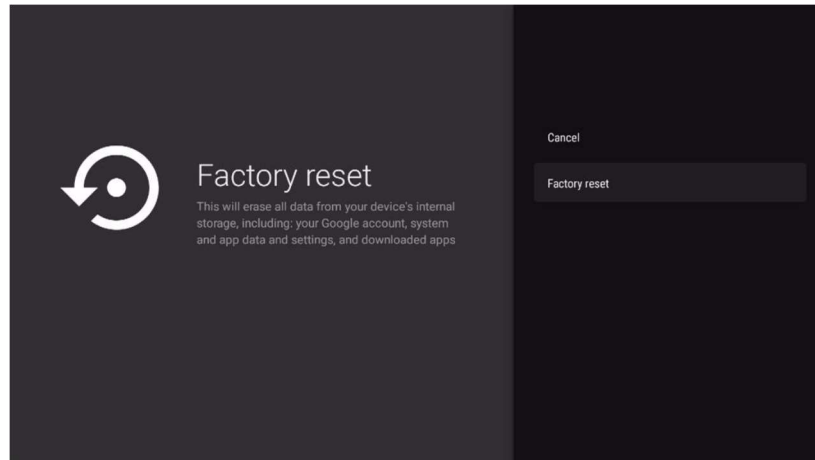 Factory reset
This will erase all data from your device's internal
storage, including: your Google account, system
and app data and settings, and downloaded apps
Cancel
Factory reset